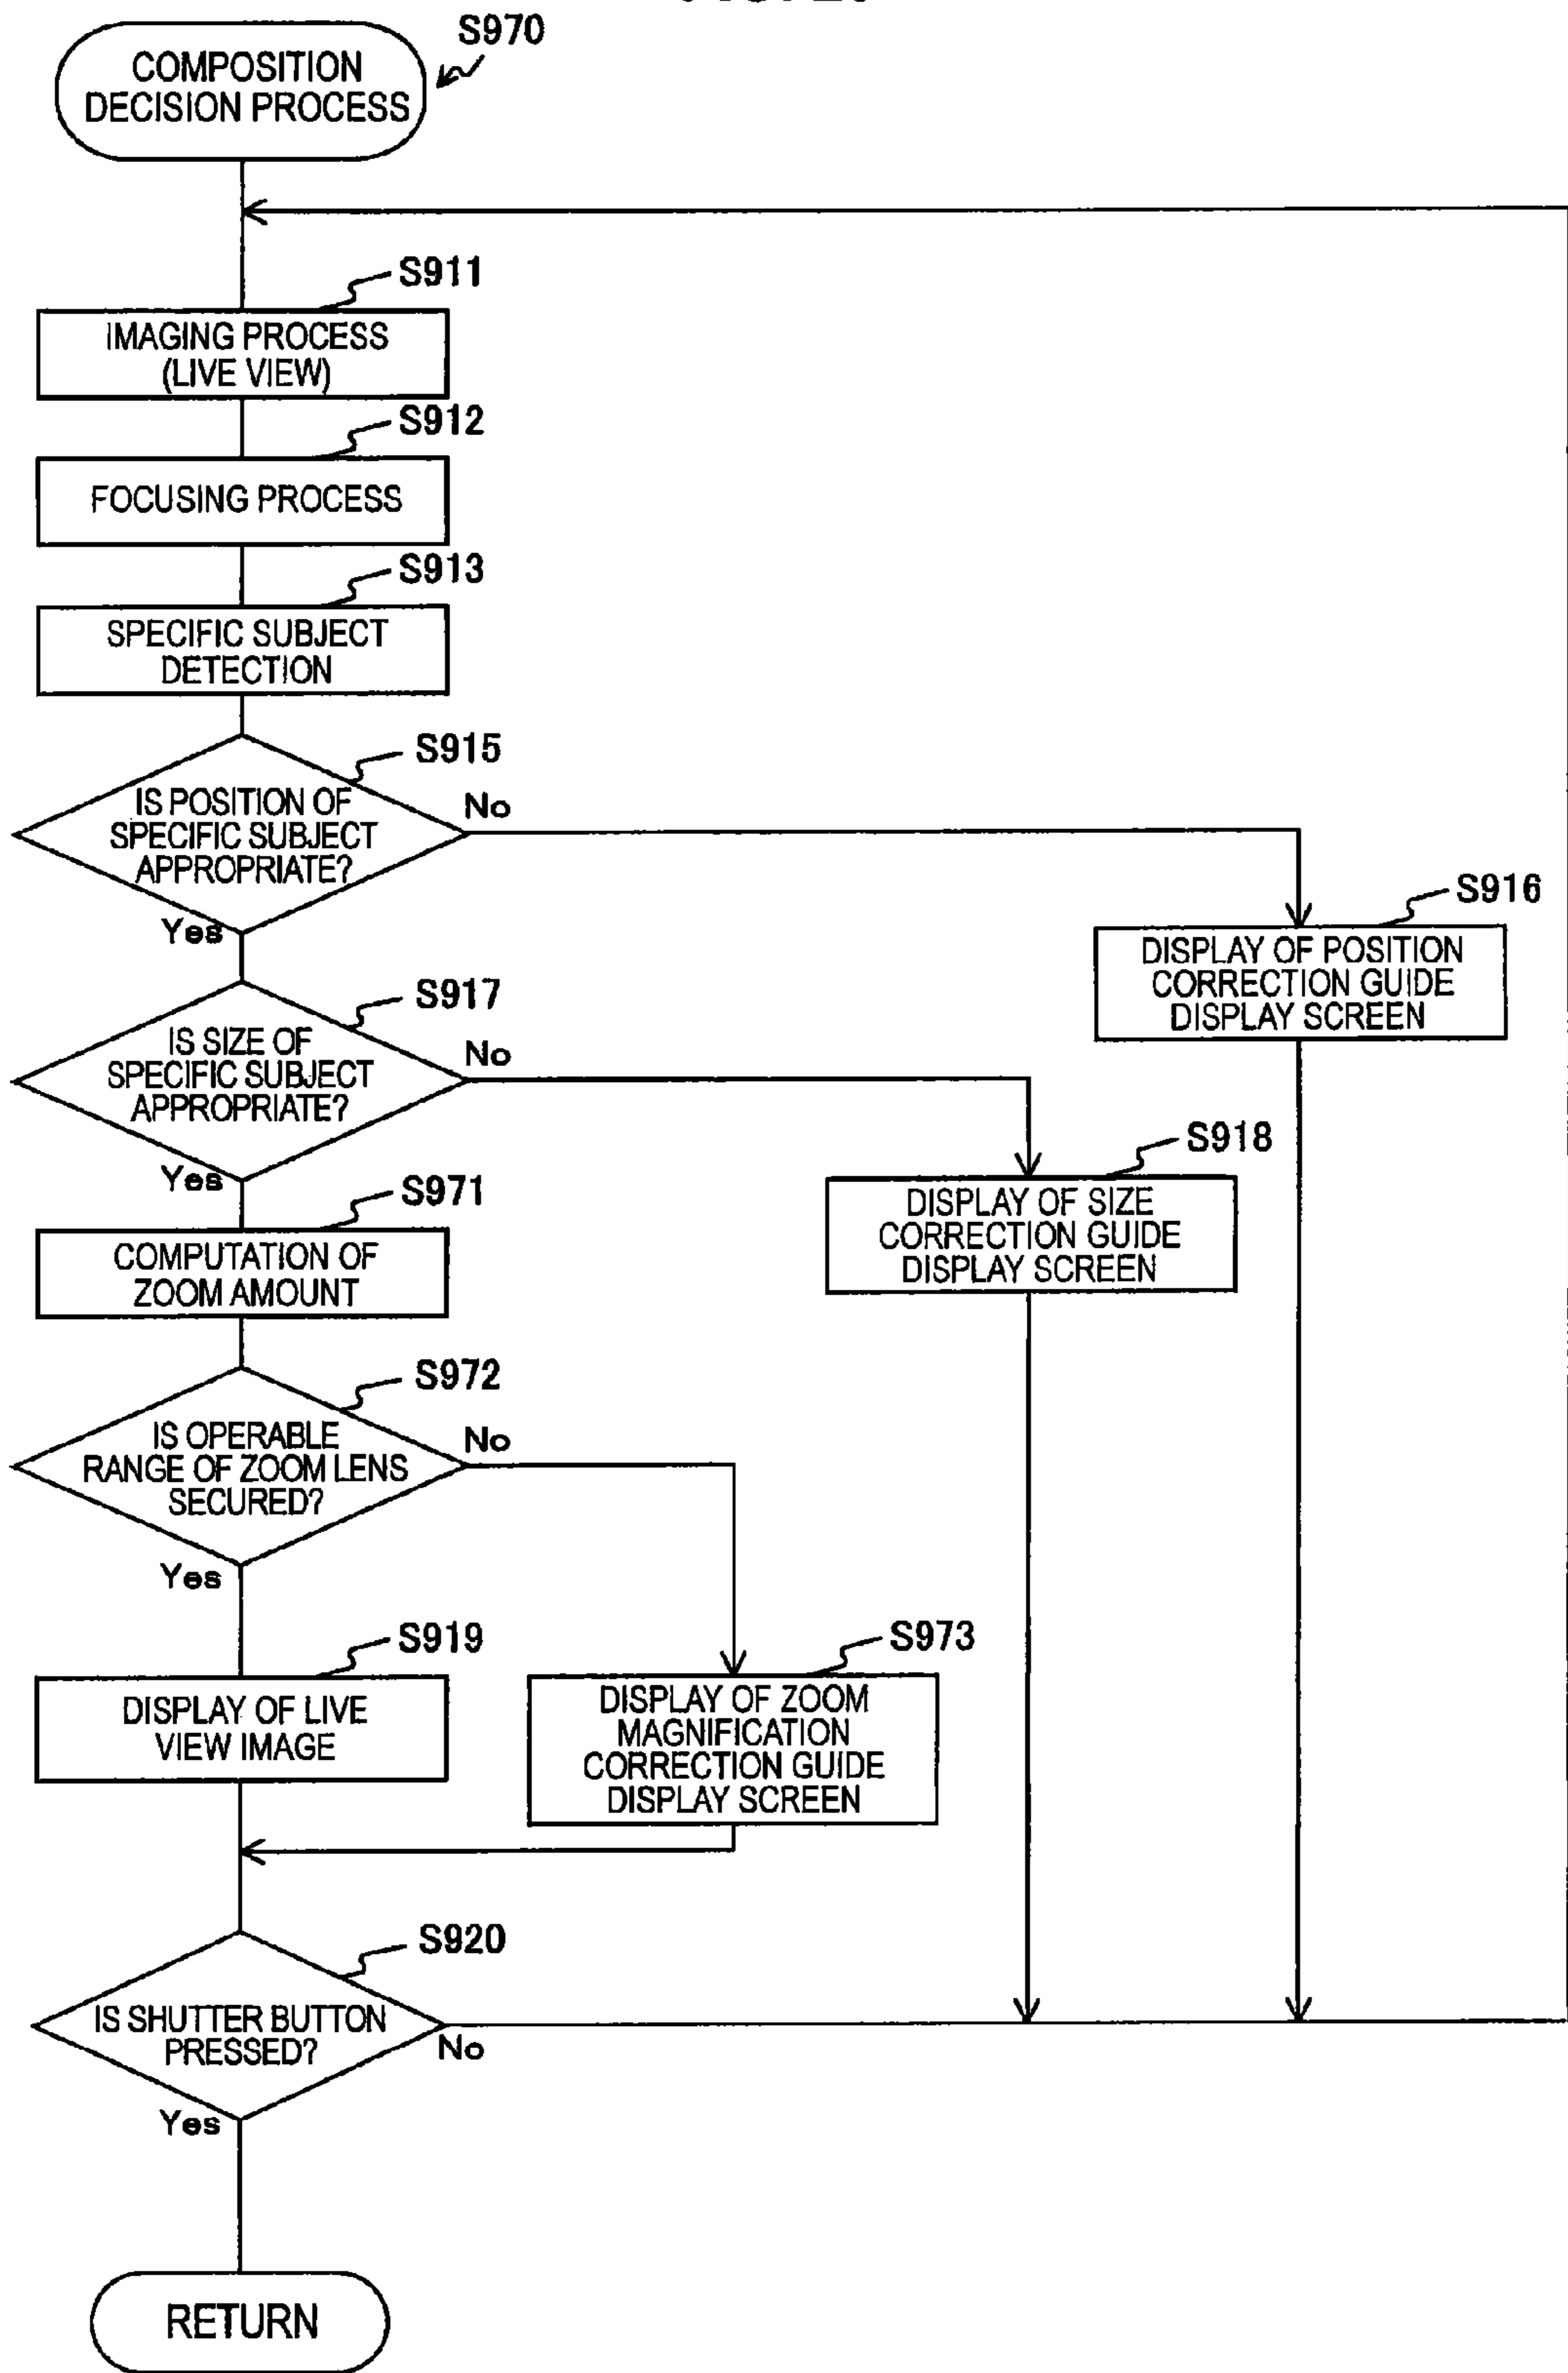 S970
COMPOSITION
DECISION PROCESS
S911
IMAGING PROCESS
(LIVE VIEW)
S912
FOCUSING PROCESS
S913
SPECIFIC SUBJECT
DETECTION
S915
IS POSITION OF
SPECIFIC SUBJECT
APPROPRIATE?
No
Yes
S916
DISPLAY OF POSITION
CORRECTION GUIDE
DISPLAY SCREEN
S917
IS SIZE OF
SPECIFIC SUBJECT
APPROPRIATE?
No
Yes
S918
DISPLAY OF SIZE
CORRECTION GUIDE
DISPLAY SCREEN
S971
COMPUTATION OF
ZOOM AMOUNT
S972
IS OPERABLE
RANGE OF ZOOM LENS
SECURED?
No
Yes
S919
DISPLAY OF LIVE
VIEW IMAGE
S973
DISPLAY OF ZOOM
MAGNIFICATION
CORRECTION GUIDE
DISPLAY SCREEN
S920
IS SHUTTER BUTTON
PRESSED?
No
Yes
RETURN